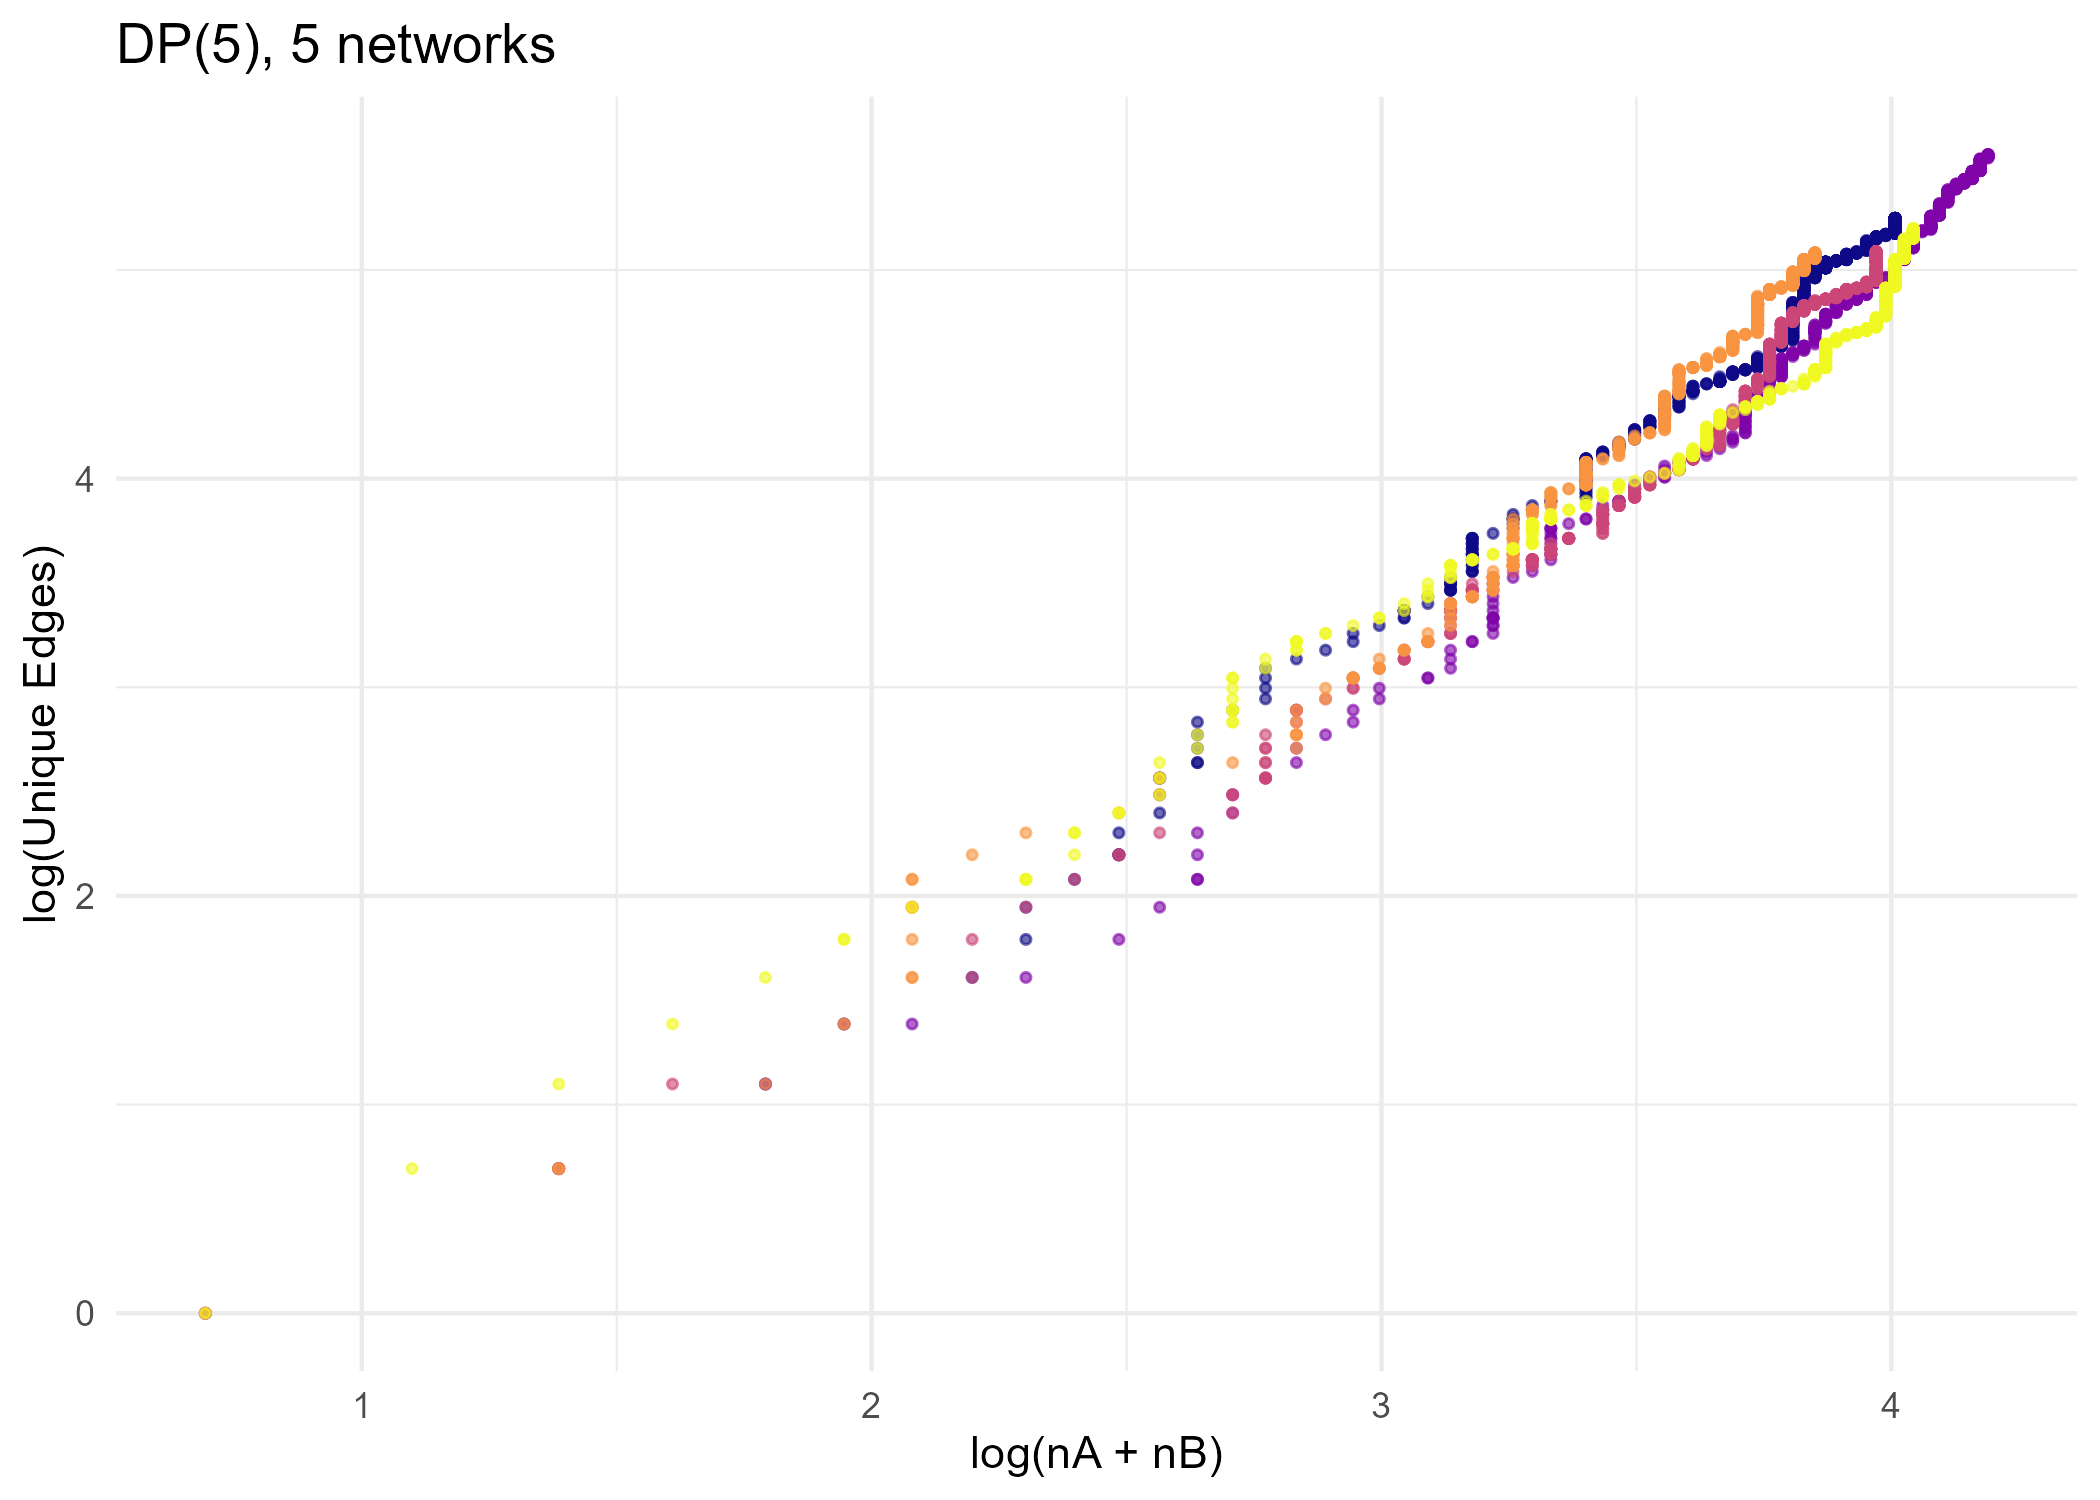 DP(5), 5 networks
log(Unique Edges)
4
2
0
1 2 3 4
log(nA + nB)